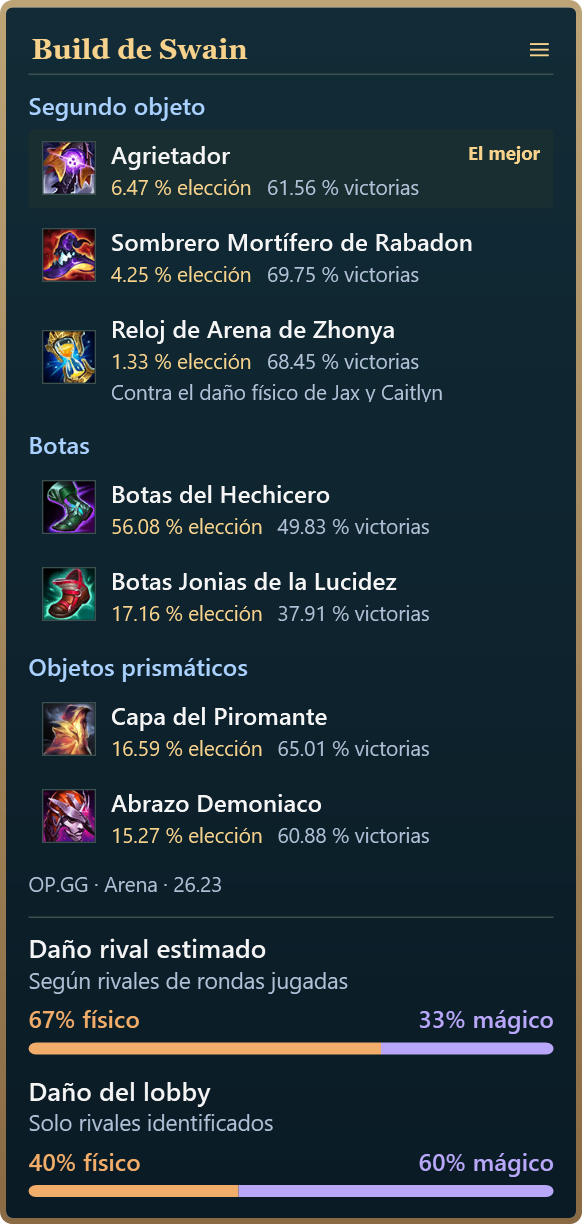 Build de Swain
Segundo objeto
Agrietador
El mejor
6.47 % elección 61.56 % victorias
Sombrero Mortífero de Rabadon
4.25 % elección 69.75 % victorias
Reloj de Arena de Zhonya
1.33 % elección 68.45 % victorias
Contra el daño físico de Jax y Caitlyn
Botas
Botas del Hechicero
56.08 % elección 49.83 % victorias
Botas Jonias de la Lucidez
17.16 % elección 37.91 % victorias
Objetos prismáticos
Capa del Piromante
16.59 % elección 65.01 % victorias
Abrazo Demoniaco
15.27 % elección 60.88 % victorias
OP.GG · Arena · 26.23
Daño rival estimado
Según rivales de rondas jugadas
67% físico 33% mágico
Daño del lobby
Solo rivales identificados
40% físico 60% mágico